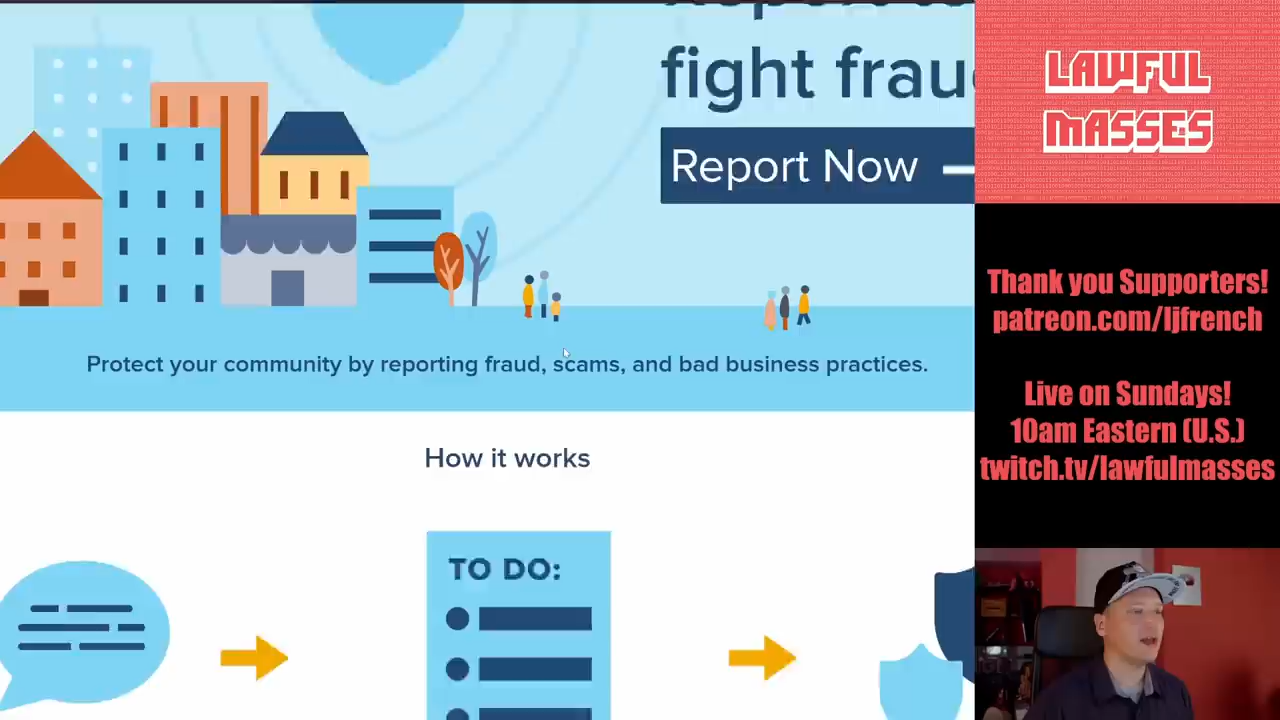 fight frau
Report Now
Protect your community by reporting fraud, scams, and bad business practices.
How it works
TO DO:
LAWFUL
MASSES
Thank you Supporters!
patreon.com/ljfrench
Live on Sundays!
10am Eastern (U.S.)
twitch.tv/lawfulmasses